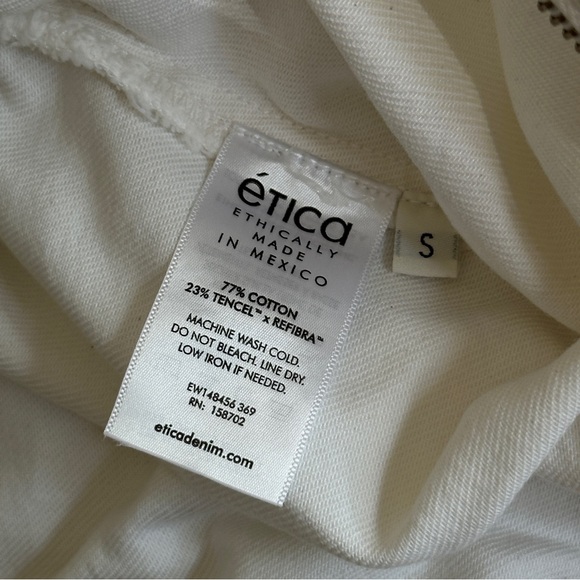 éTICA
ETHICALLY
MADE
IN MEXICO
77% COTTON
23% TENCEL™ x REFIBRA™
MACHINE WASH COLD.
DO NOT BLEACH. LINE DRY.
LOW IRON IF NEEDED.
EW148456 369
RN: 158702
eticadenim.com
S